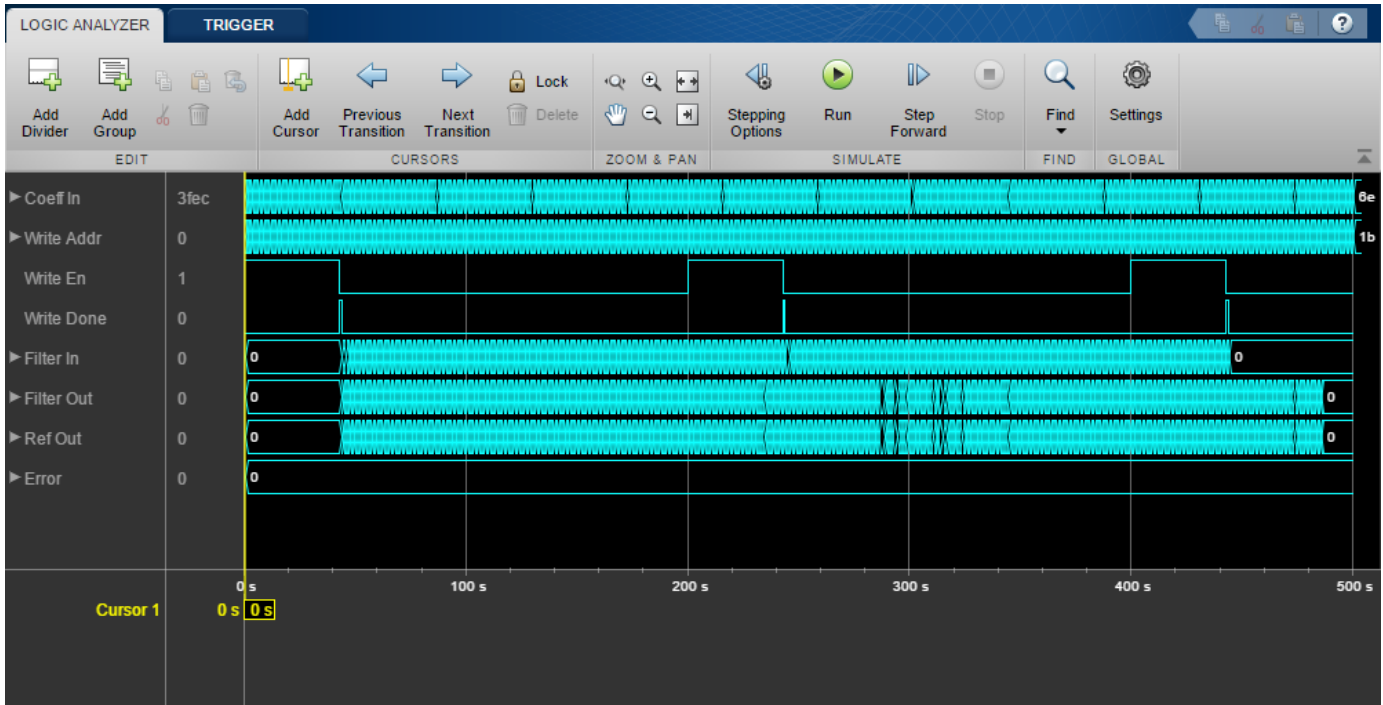 LOGIC ANALYZER TRIGGER
?
Add Divider
Add Group
Add Cursor
Previous Transition
Next Transition
Lock
Delete
Stepping Options
Run
Step Forward
Stop
Find
Settings
EDIT CURSORS ZOOM & PAN SIMULATE FIND GLOBAL
Coeff In 3fec 6e
Write Addr 0 1b
Write En 1
Write Done 0
Filter In 0 0 0
Filter Out 0 0 0
Ref Out 0 0 0
Error 0 0
0 s 100 s 200 s 300 s 400 s 500 s
Cursor 1 0 s 0 s